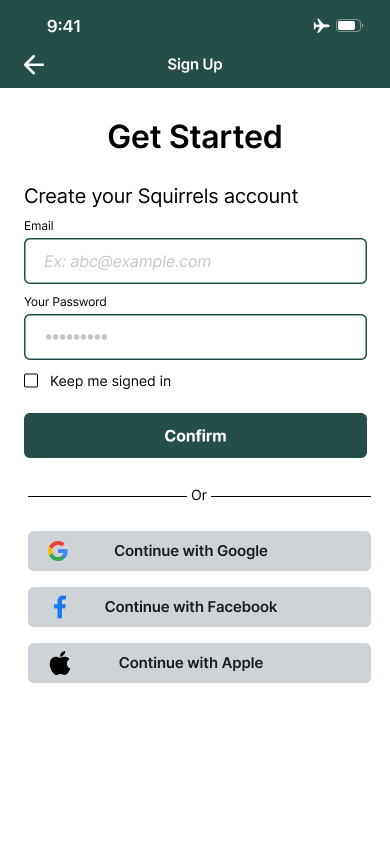 9:41
Sign Up
Get Started
Create your Squirrels account
Email
Ex: abc@example.com
Your Password
•••••••••
Keep me signed in
Confirm
Or
Continue with Google
Continue with Facebook
Continue with Apple